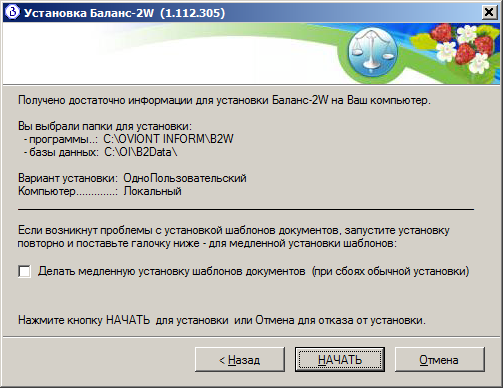 Установка Баланс-2W (1.112.305)
Получено достаточно информации для установки Баланс-2W на Ваш компьютер.
Вы выбрали папки для установки:
- программы..: C:\OVIONT INFORM\B2W
- базы данных: C:\OI\B2Data\
Вариант установки: ОдноПользовательский
Компьютер.............: Локальный
Если возникнут проблемы с установкой шаблонов документов, запустите установку
повторно и поставьте галочку ниже - для медленной установки шаблонов:
Делать медленную установку шаблонов документов (при сбоях обычной установки)
Нажмите кнопку НАЧАТЬ для установки или Отмена для отказа от установки.
< Назад
НАЧАТЬ
Отмена